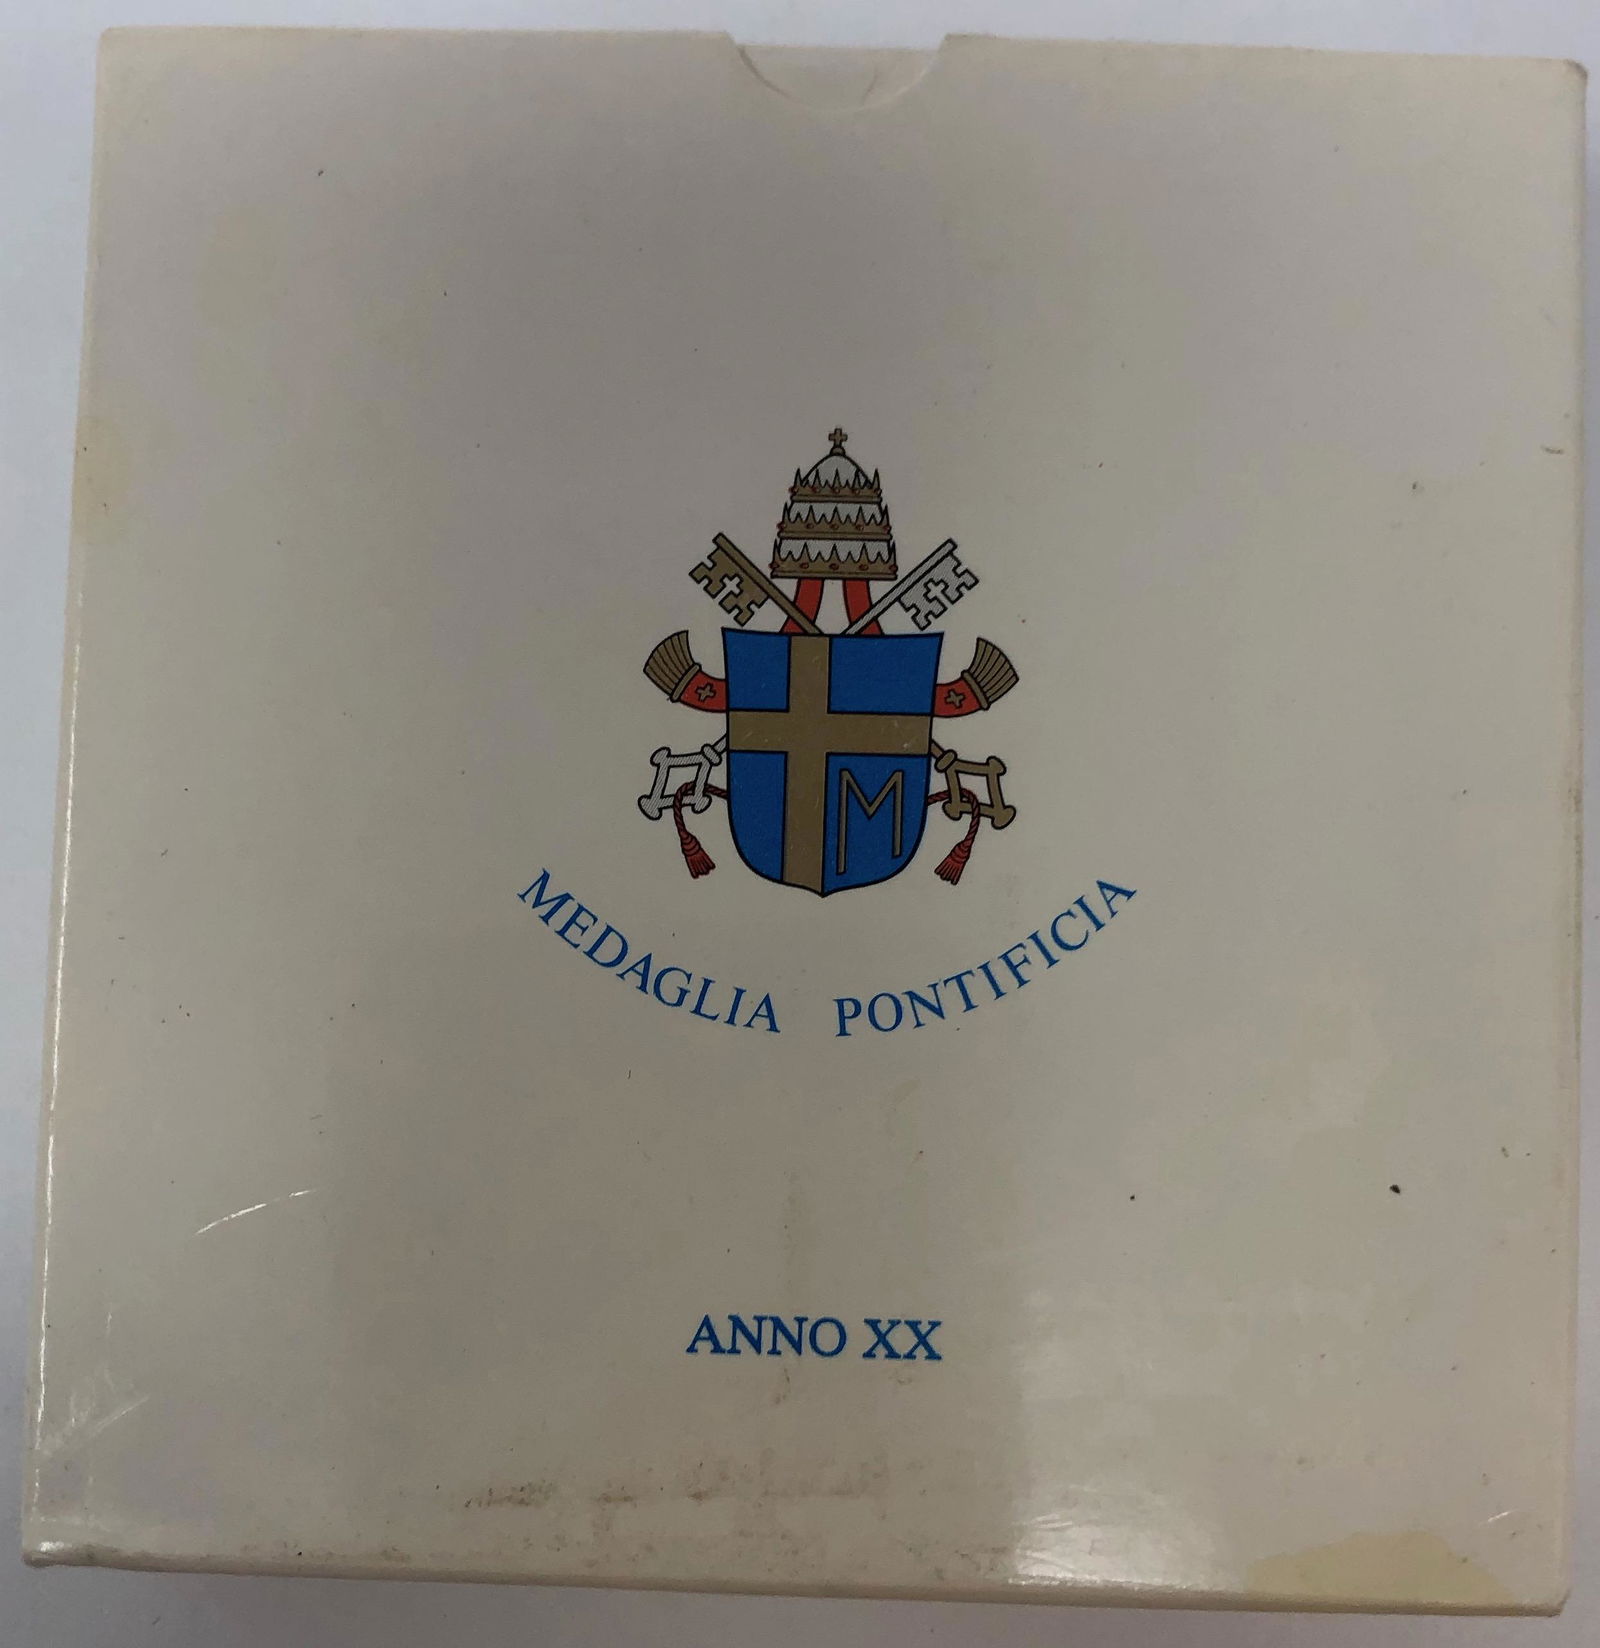 M
MEDAGLIA PONTIFICIA
ANNO XX